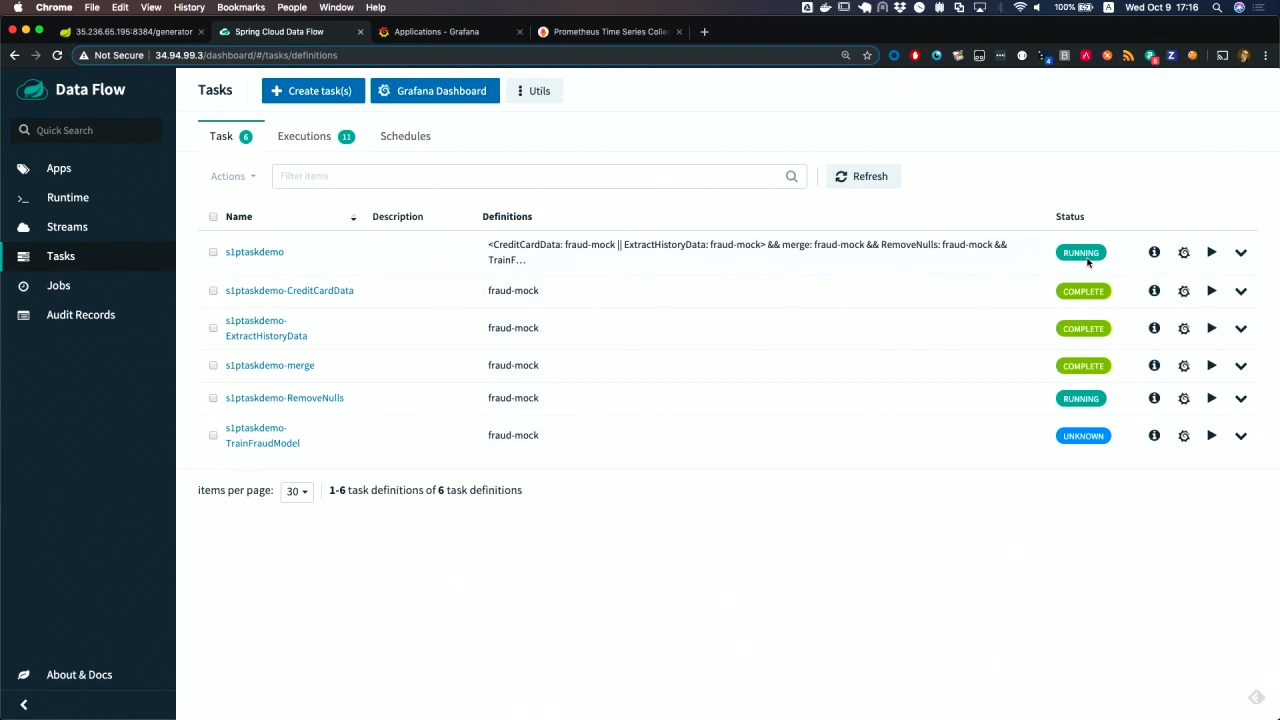 Chrome File Edit View History Bookmarks People Window Help
100% Wed Oct 9 17:16
35.236.65.195:8384/generator
Spring Cloud Data Flow
Applications - Grafana
Prometheus Time Series Colle
Not Secure 34.94.99.3/dashboard/#/tasks/definitions
Data Flow
Quick Search
Apps
Runtime
Streams
Tasks
Jobs
Audit Records
About & Docs
Tasks Create task(s) Grafana Dashboard Utils
Task 6 Executions 11 Schedules
Actions Filter items Refresh
Name Description Definitions Status
s1ptaskdemo <CreditCardData: fraud-mock || ExtractHistoryData: fraud-mock> && merge: fraud-mock && RemoveNulls: fraud-mock && RUNNING
TrainF...
s1ptaskdemo-CreditCardData fraud-mock COMPLETE
s1ptaskdemo-
ExtractHistoryData fraud-mock COMPLETE
s1ptaskdemo-merge fraud-mock COMPLETE
s1ptaskdemo-RemoveNulls fraud-mock RUNNING
s1ptaskdemo-
TrainFraudModel fraud-mock UNKNOWN
items per page: 30 1-6 task definitions of 6 task definitions